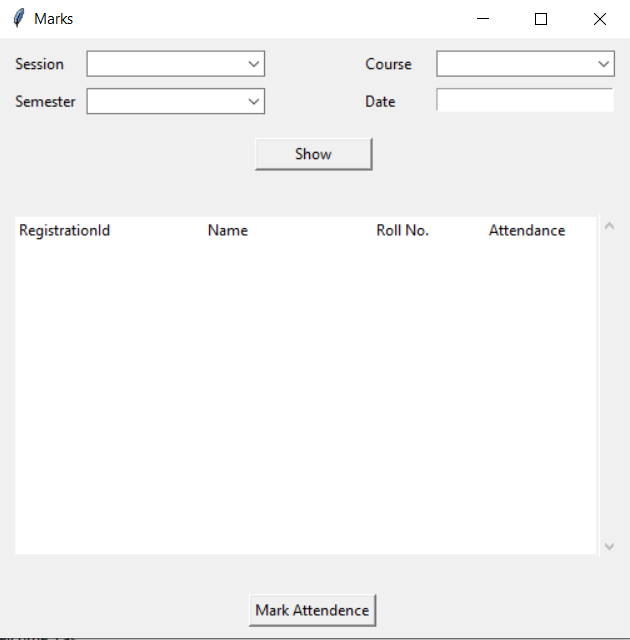 Marks
Session Course
Semester Date
Show
RegistrationId Name Roll No. Attendance
Mark Attendence